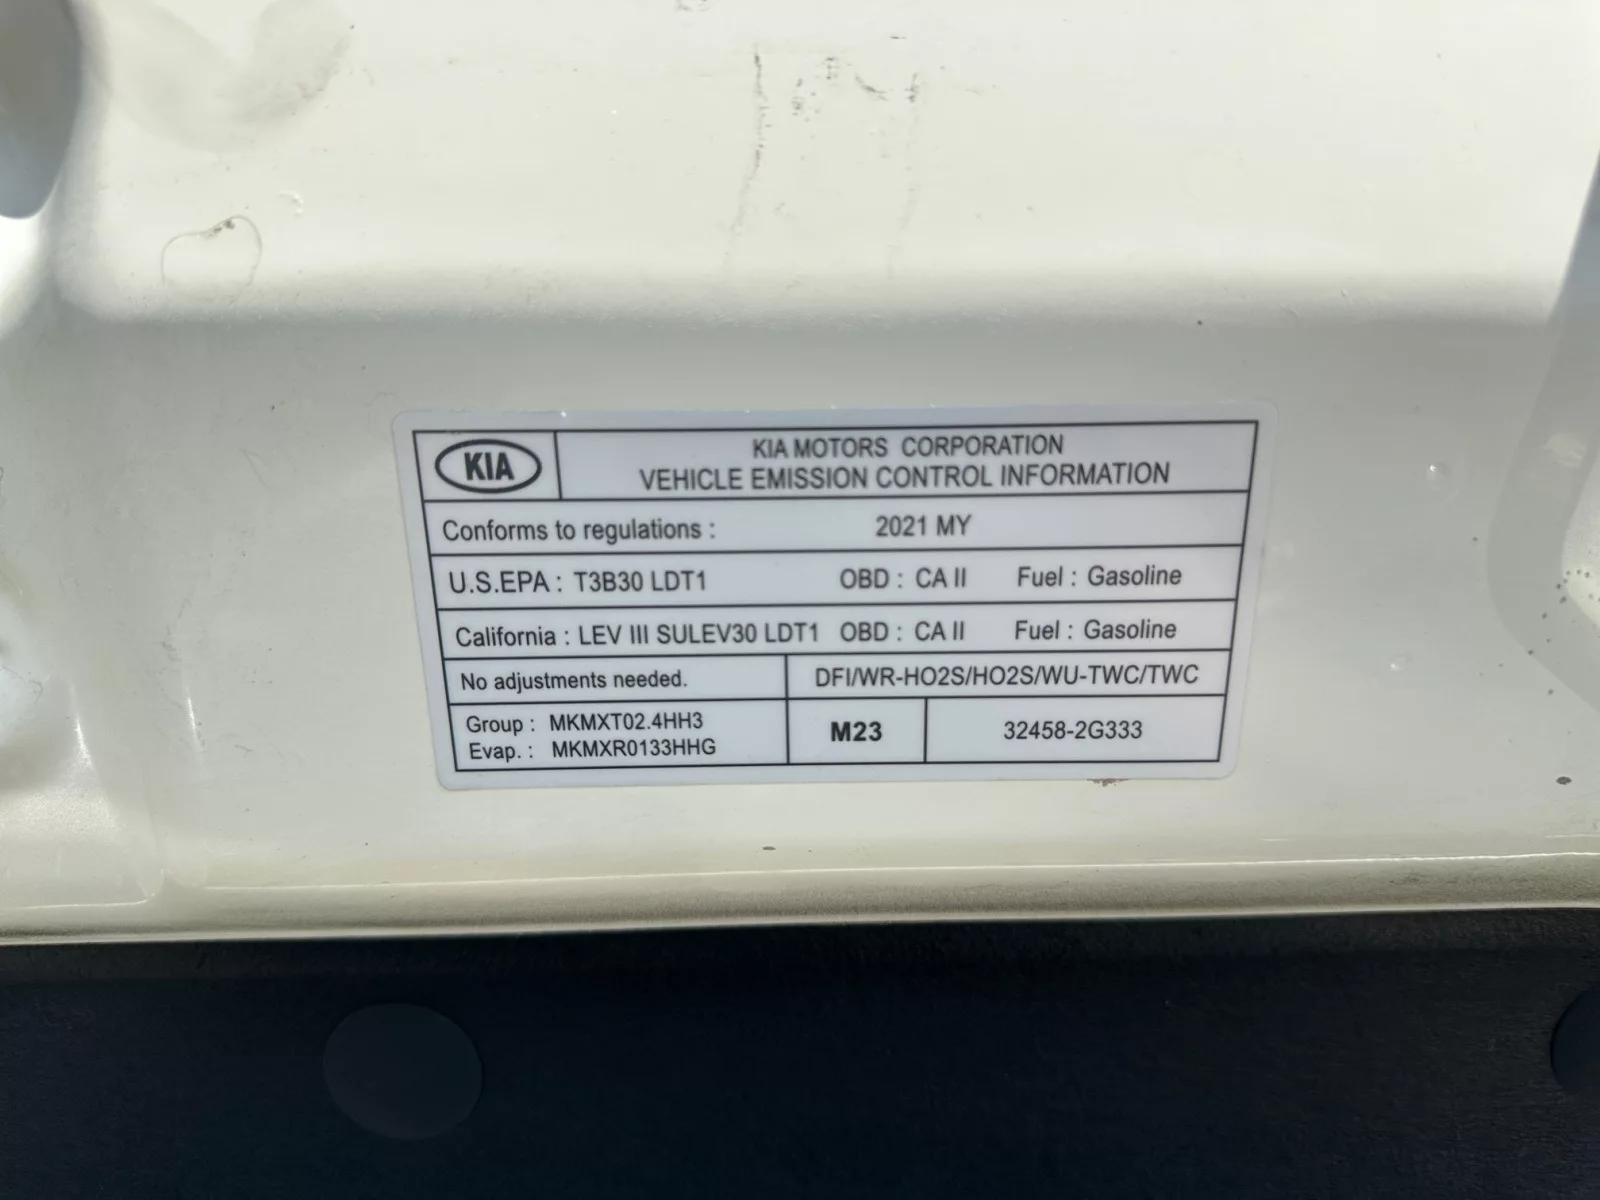 KIA
KIA MOTORS CORPORATION
VEHICLE EMISSION CONTROL INFORMATION
Conforms to regulations : 2021 MY
U.S.EPA : T3B30 LDT1 OBD : CA II Fuel : Gasoline
California : LEV III SULEV30 LDT1 OBD : CA II Fuel : Gasoline
No adjustments needed. DFI/WR-HO2S/HO2S/WU-TWC/TWC
Group : MKMXT02.4HH3
Evap. : MKMXR0133HHG
M23 32458-2G333